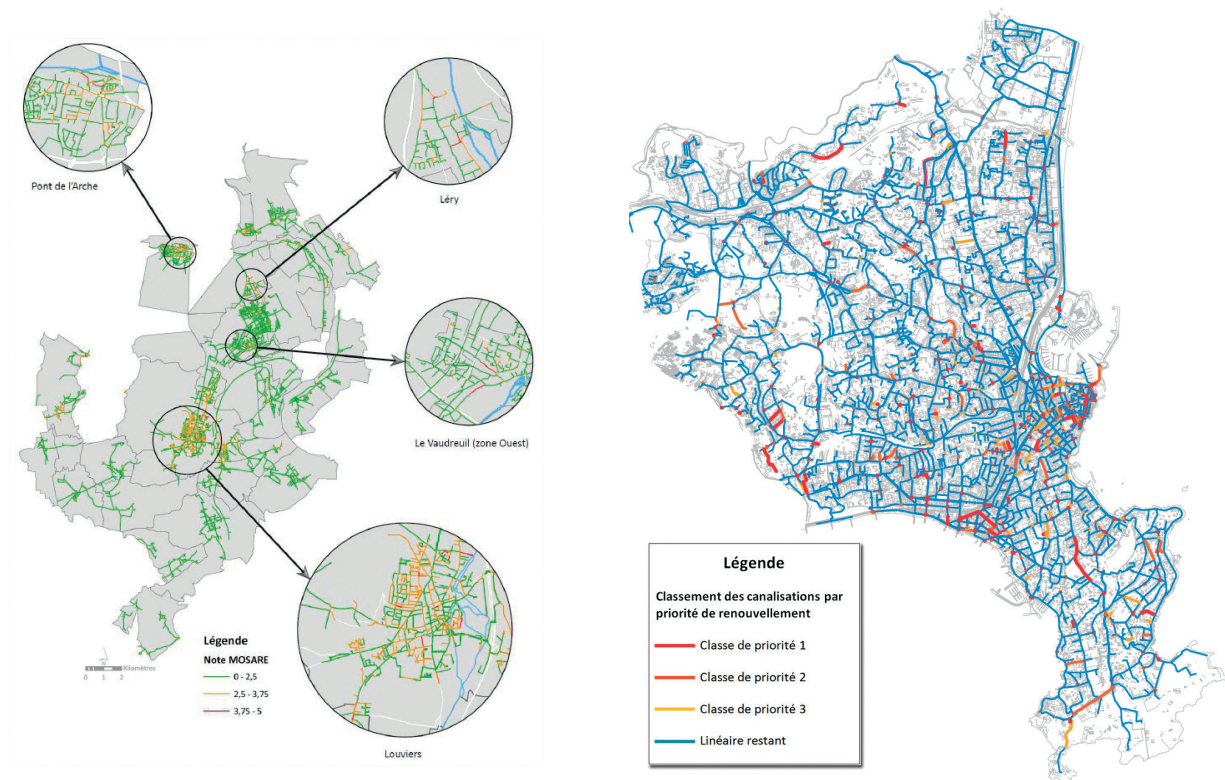 Pont de l'Arche
Léry
Le Vaudreuil (zone Ouest)
Louviers
Légende
Note MOSARE
0 - 2,5
2,5 - 3,75
3,75 - 5
N
Kilomètres
0 1 2
Légende
Classement des canalisations par
priorité de renouvellement
Classe de priorité 1
Classe de priorité 2
Classe de priorité 3
Linéaire restant